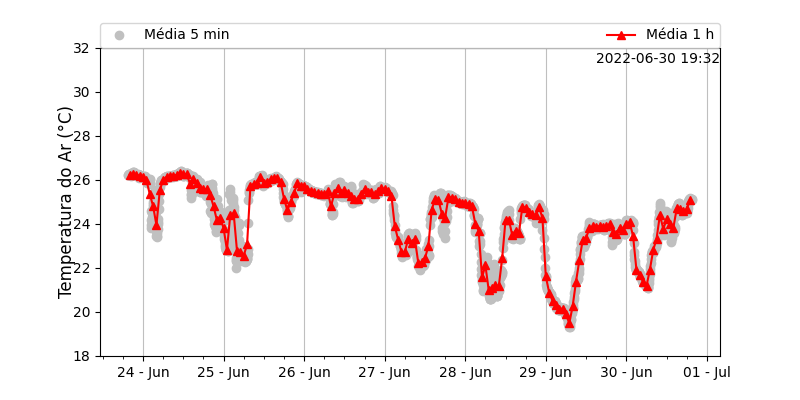 Média 5 min
Média 1 h
2022-06-30 19:32
Temperatura do Ar (°C)
32
30
28
26
24
22
20
18
24 - Jun
25 - Jun
26 - Jun
27 - Jun
28 - Jun
29 - Jun
30 - Jun
01 - Jul